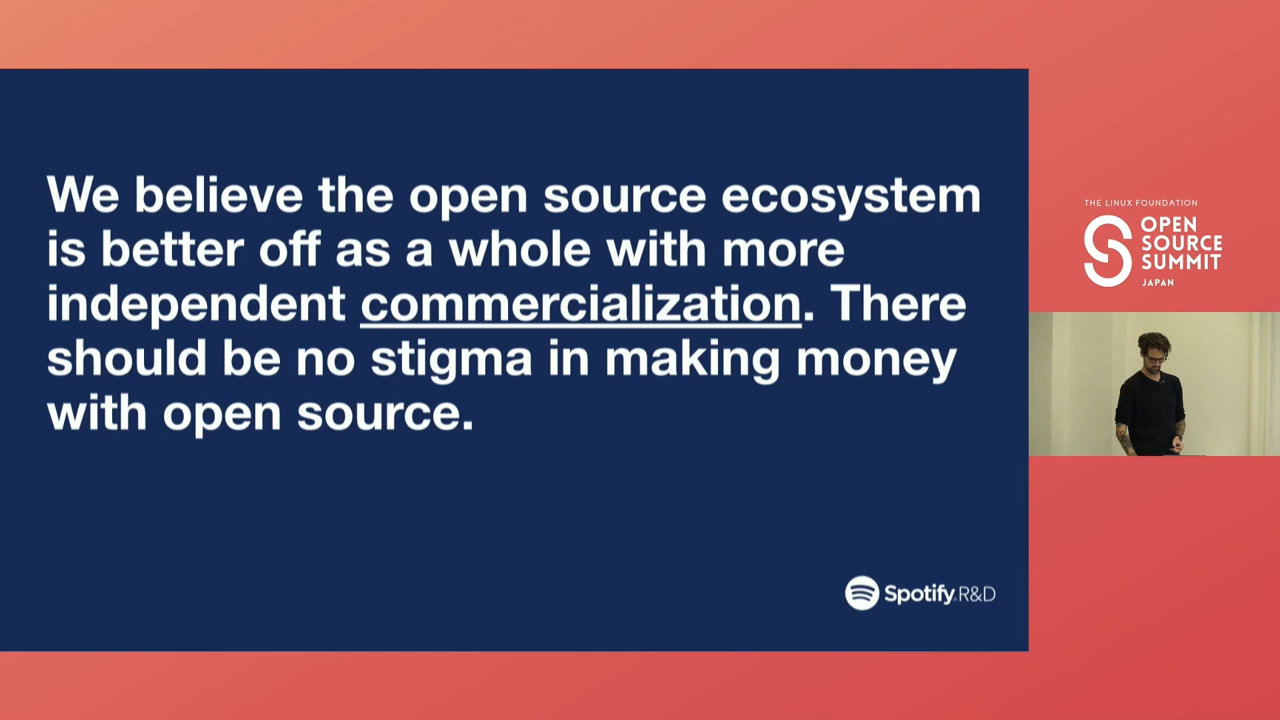 We believe the open source ecosystem
is better off as a whole with more
independent commercialization. There
should be no stigma in making money
with open source.
Spotify R&D
THE LINUX FOUNDATION
OPEN
SOURCE
SUMMIT
JAPAN